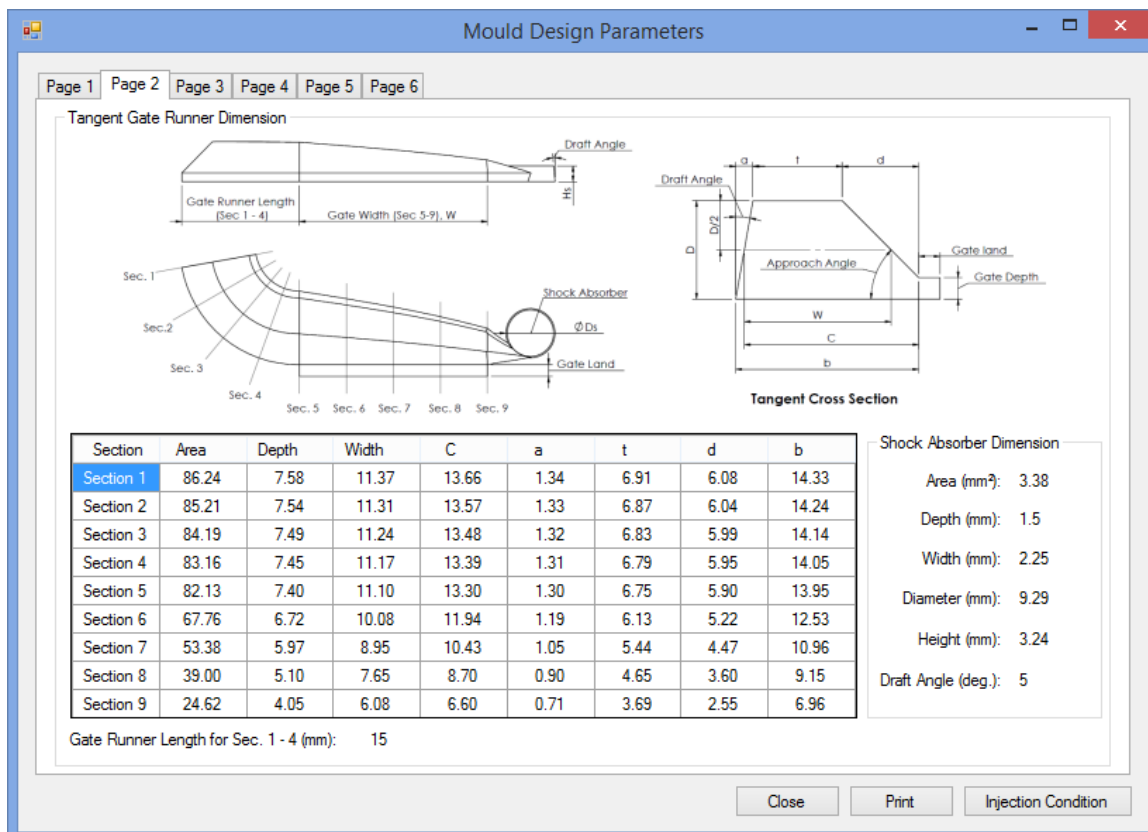 Mould Design Parameters
Page 1 Page 2 Page 3 Page 4 Page 5 Page 6
Tangent Gate Runner Dimension
Draft Angle
Hs
Gate Runner Length
(Sec 1 - 4)
Gate Width (Sec 5-9), W
Sec. 1
Sec.2
Sec. 3
Sec. 4
Sec. 5 Sec. 6 Sec. 7 Sec. 8 Sec. 9
Shock Absorber
Ø Ds
Gate Land
a t d
Draft Angle
D
D/2
Approach Angle
Gate land
Gate Depth
W
C
b
Tangent Cross Section
Section Area Depth Width C a t d b
Section 1 86.24 7.58 11.37 13.66 1.34 6.91 6.08 14.33
Section 2 85.21 7.54 11.31 13.57 1.33 6.87 6.04 14.24
Section 3 84.19 7.49 11.24 13.48 1.32 6.83 5.99 14.14
Section 4 83.16 7.45 11.17 13.39 1.31 6.79 5.95 14.05
Section 5 82.13 7.40 11.10 13.30 1.30 6.75 5.90 13.95
Section 6 67.76 6.72 10.08 11.94 1.19 6.13 5.22 12.53
Section 7 53.38 5.97 8.95 10.43 1.05 5.44 4.47 10.96
Section 8 39.00 5.10 7.65 8.70 0.90 4.65 3.60 9.15
Section 9 24.62 4.05 6.08 6.60 0.71 3.69 2.55 6.96
Gate Runner Length for Sec. 1 - 4 (mm): 15
Shock Absorber Dimension
Area (mm²): 3.38
Depth (mm): 1.5
Width (mm): 2.25
Diameter (mm): 9.29
Height (mm): 3.24
Draft Angle (deg.): 5
Close Print Injection Condition